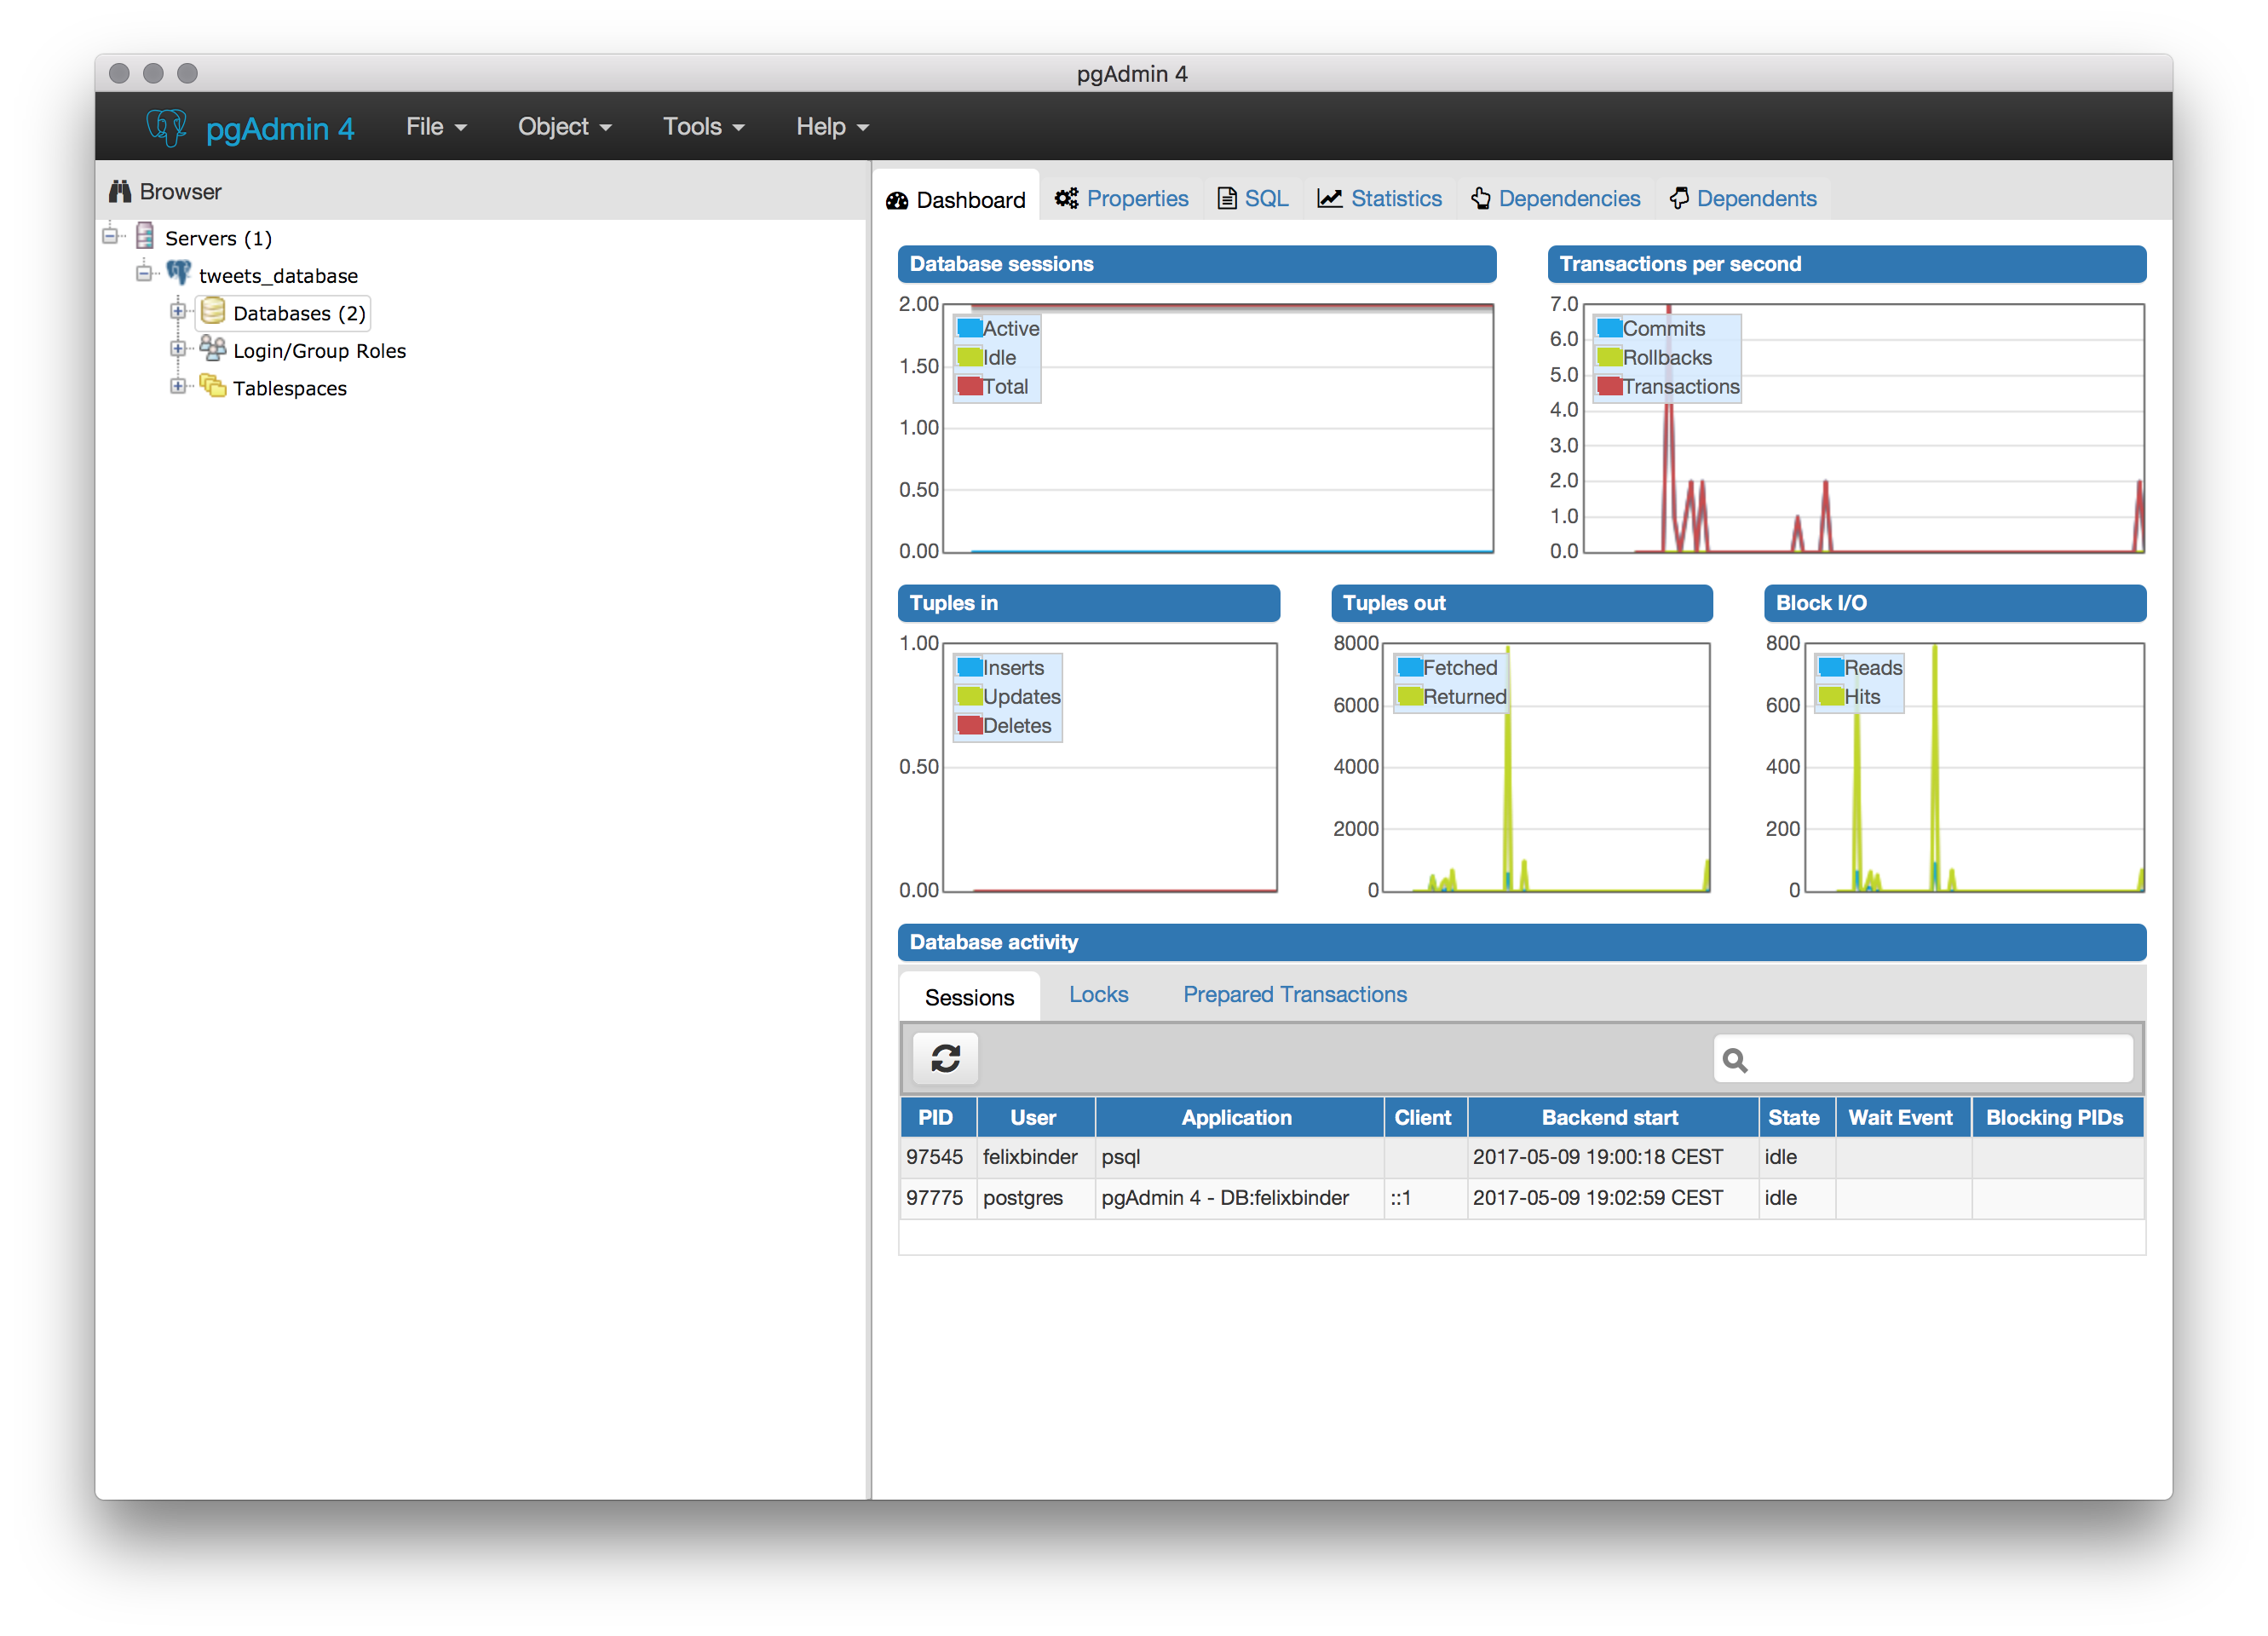 pgAdmin 4
pgAdmin 4 File Object Tools Help
Browser
Servers (1)
tweets_database
Databases (2)
Login/Group Roles
Tablespaces
Dashboard Properties SQL Statistics Dependencies Dependents
Database sessions
2.00
1.50
1.00
0.50
0.00
Active
Idle
Total
Transactions per second
7.0
6.0
5.0
4.0
3.0
2.0
1.0
0.0
Commits
Rollbacks
Transactions
Tuples in
1.00
0.50
0.00
Inserts
Updates
Deletes
Tuples out
8000
6000
4000
2000
0
Fetched
Returned
Block I/O
800
600
400
200
0
Reads
Hits
Database activity
Sessions Locks Prepared Transactions
PID User Application Client Backend start State Wait Event Blocking PIDs
97545 felixbinder psql 2017-05-09 19:00:18 CEST idle
97775 postgres pgAdmin 4 - DB:felixbinder ::1 2017-05-09 19:02:59 CEST idle